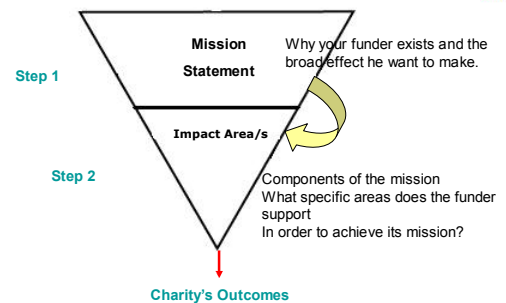 Mission
Statement
Why your funder exists and the
broad effect he want to make.
Step 1
Impact Area/s
Step 2
Components of the mission
What specific areas does the funder
support
In order to achieve its mission?
Charity's Outcomes